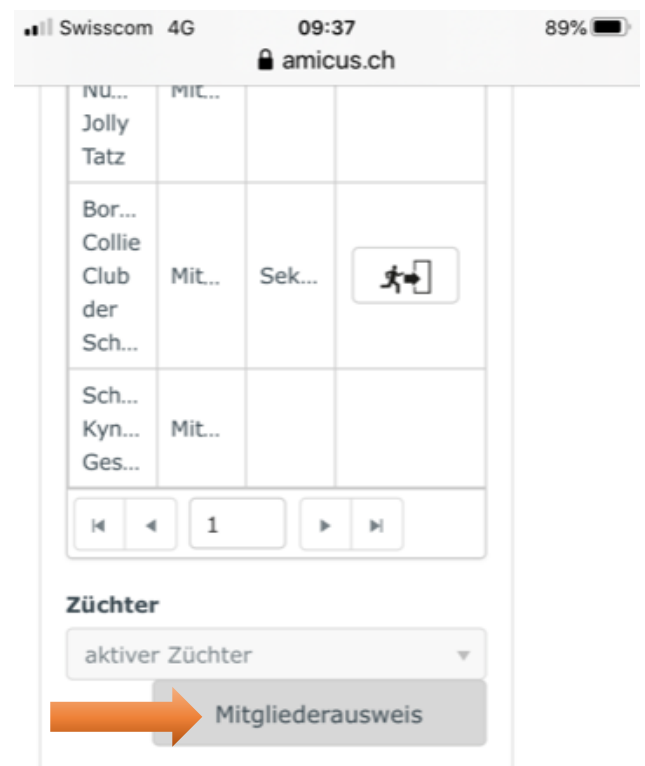 Swisscom 4G 09:37 89%
amicus.ch
Nu... Mit...
Jolly
Tatz
Bor...
Collie
Club
der
Sch...
Mit... Sek...
Sch...
Kyn...
Ges...
Mit...
1
Züchter
aktiver Züchter
Mitgliederausweis